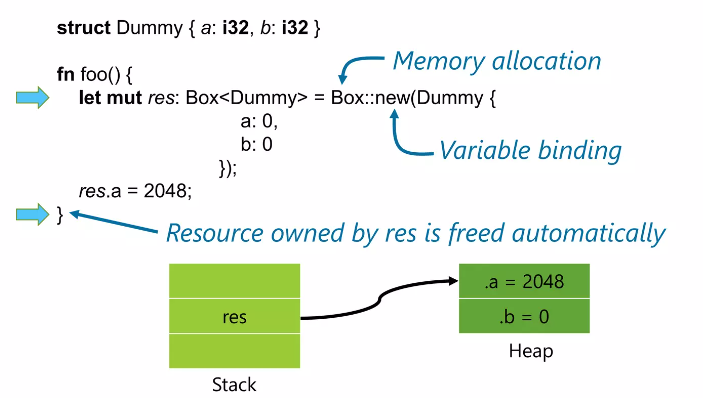 struct Dummy { a: i32, b: i32 }
Memory allocation
fn foo() {
let mut res: Box<Dummy> = Box::new(Dummy {
a: 0,
b: 0
Variable binding
});
res.a = 2048;
}
Resource owned by res is freed automatically
.a = 2048
res
.b = 0
Heap
Stack